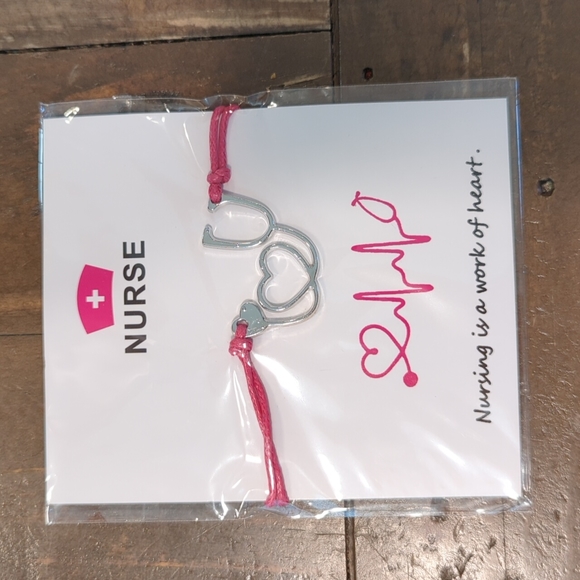 NURSE
Nursing is a work of heart.